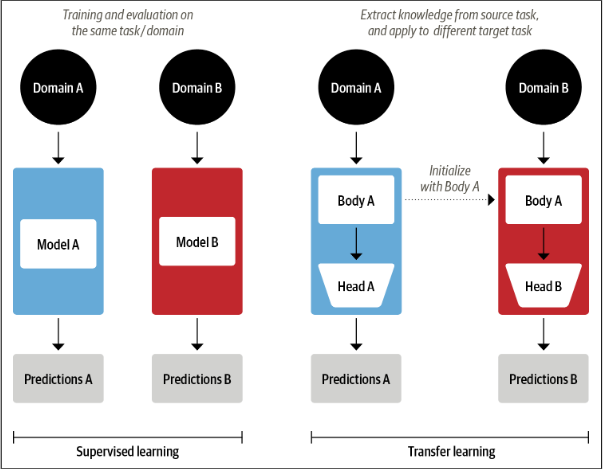 Training and evaluation on
the same task/domain
Extract knowledge from source task,
and apply to different target task
Domain A
Domain B
Domain A
Domain B
Initialize
with Body A
Model A
Model B
Body A
Body A
Head A
Head B
Predictions A
Predictions B
Predictions A
Predictions B
Supervised learning
Transfer learning